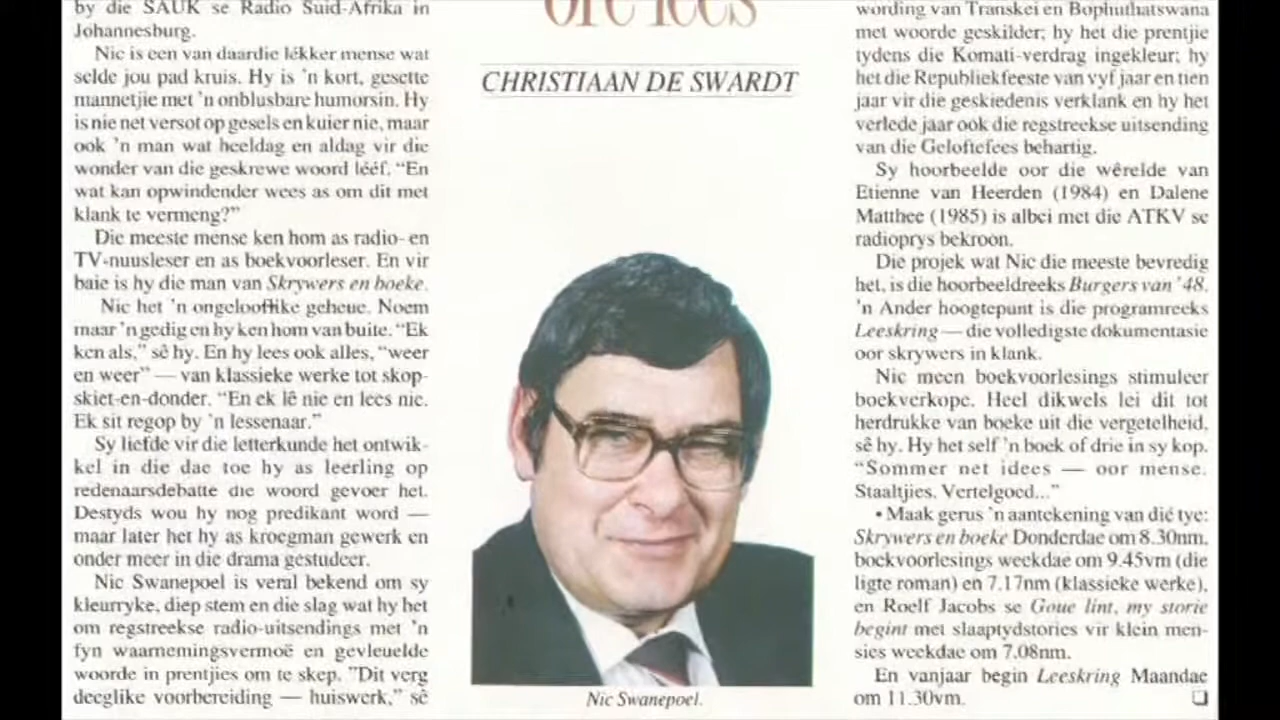 by die SAUK se Radio Suid-Afrika in
Johannesburg.
Nic is een van daardie lékker mense wat
selde jou pad kruis. Hy is 'n kort, gesette
mannetjie met 'n onblusbare humorsin. Hy
is nie net versot op gesels en kuier nie, maar
ook 'n man wat heeldag en aldag vir die
wonder van die geskrewe woord lééf. “En
wat kan opwindender wees as om dit met
klank te vermeng?”
Die meeste mense ken hom as radio- en
TV-nuusleser en as boekvoorleser. En vir
baie is hy die man van Skrywers en boeke.
Nic het 'n ongelooflike geheue. Noem
maar 'n gedig en hy ken hom van buite. “Ek
ken als,” sê hy. En hy lees ook alles, “weer
en weer” — van klassieke werke tot skop-
skiet-en-donder. “En ek lê nie en lees nie.
Ek sit regop by 'n lessenaar.”
Sy liefde vir die letterkunde het ontwik-
kel in die dae toe hy as leerling op
redenaarsdebatte die woord gevoer het.
Destyds wou hy nog predikant word —
maar later het hy as kroegman gewerk en
onder meer in die drama gestudeer.
Nic Swanepoel is veral bekend om sy
kleurryke, diep stem en die slag wat hy het
om regstreekse radio-uitsendings met 'n
fyn waarnemingsvermoë en gevleuelde
woorde in prentjies om te skep. ”Dit verg
deeglike voorbereiding — huiswerk,” sê
ore lees
CHRISTIAAN DE SWARDT
Nic Swanepoel.
wording van Transkei en Bophuthatswana
met woorde geskilder; hy het die prentjie
tydens die Komati-verdrag ingekleur; hy
het die Republiekfeeste van vyf jaar en tien
jaar vir die geskiedenis verklank en hy het
verlede jaar ook die regstreekse uitsending
van die Geloftefees behartig.
Sy hoorbeelde oor die wêrelde van
Etienne van Heerden (1984) en Dalene
Matthee (1985) is albei met die ATKV se
radioprys bekroon.
Die projek wat Nic die meeste bevredig
het, is die hoorbeeldreeks Burgers van '48.
'n Ander hoogtepunt is die programreeks
Leeskring — die volledigste dokumentasie
oor skrywers in klank.
Nic meen boekvoorlesings stimuleer
boekverkope. Heel dikwels lei dit tot
herdrukke van boeke uit die vergetelheid,
sê hy. Hy het self 'n boek of drie in sy kop.
“Sommer net idees — oor mense.
Staaltjies. Vertelgoed...”
• Maak gerus 'n aantekening van dié tye:
Skrywers en boeke Donderdae om 8.30nm,
boekvoorlesings weekdae om 9.45vm (die
ligte roman) en 7.17nm (klassieke werke),
en Roelf Jacobs se Goue lint, my storie
begint met slaaptydstories vir klein men-
sies weekdae om 7.08nm.
En vanjaar begin Leeskring Maandae
om 11.30vm.